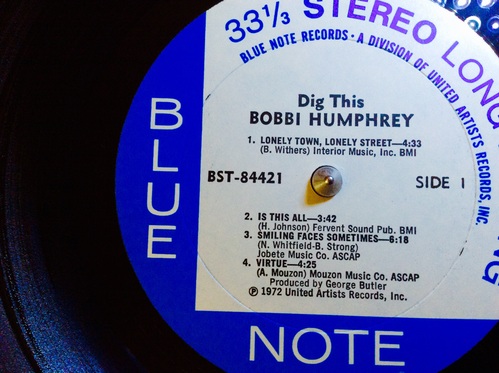 33 1/3 STEREO LONG
BLUE NOTE RECORDS • A DIVISION OF UNITED ARTISTS RECORDS, INC
Dig This
BOBBI HUMPHREY
1. LONELY TOWN, LONELY STREET—4:33
(B. Withers) Interior Music, Inc. BMI
BST-84421
SIDE 1
2. IS THIS ALL—3:42
(H. Johnson) Fervent Sound Pub. BMI
3. SMILING FACES SOMETIMES—6:18
(N. Whitfield-B. Strong)
Jobete Music Co. ASCAP
4. VIRTUE—4:25
(A. Mouzon) Mouzon Music Co. ASCAP
Produced by George Butler
℗ 1972 United Artists Records, Inc.
BLUE
NOTE